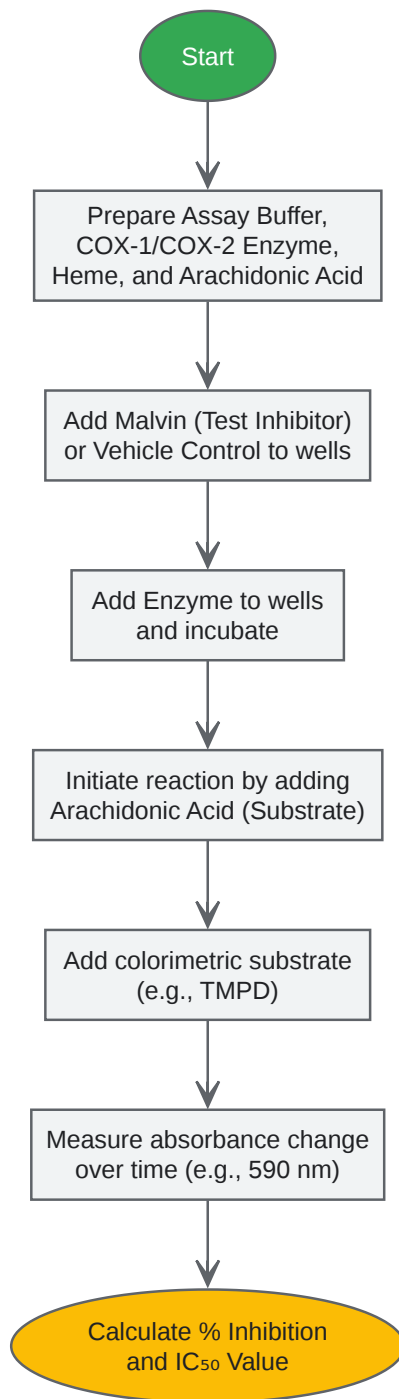 Start
Prepare Assay Buffer,
COX-1/COX-2 Enzyme,
Heme, and Arachidonic Acid
Add Malvin (Test Inhibitor)
or Vehicle Control to wells
Add Enzyme to wells
and incubate
Initiate reaction by adding
Arachidonic Acid (Substrate)
Add colorimetric substrate
(e.g., TMPD)
Measure absorbance change
over time (e.g., 590 nm)
Calculate % Inhibition
and IC₅₀ Value